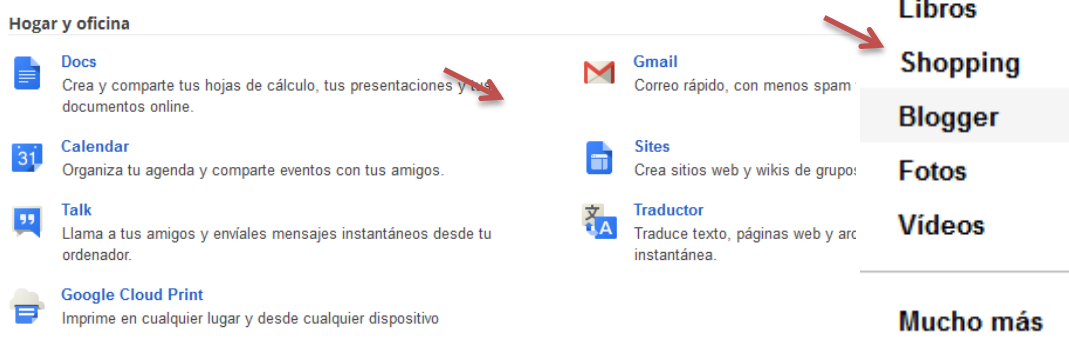 Hogar y oficina
Docs
Crea y comparte tus hojas de cálculo, tus presentaciones y tus
documentos online.
Calendar
31
Organiza tu agenda y comparte eventos con tus amigos.
Talk
Llama a tus amigos y envíales mensajes instantáneos desde tu
ordenador.
Google Cloud Print
Imprime en cualquier lugar y desde cualquier dispositivo
Gmail
Correo rápido, con menos spam
Sites
Crea sitios web y wikis de grupos
Traductor
文 A
Traduce texto, páginas web y arc
instantánea.
Libros
Shopping
Blogger
Fotos
Vídeos
Mucho más